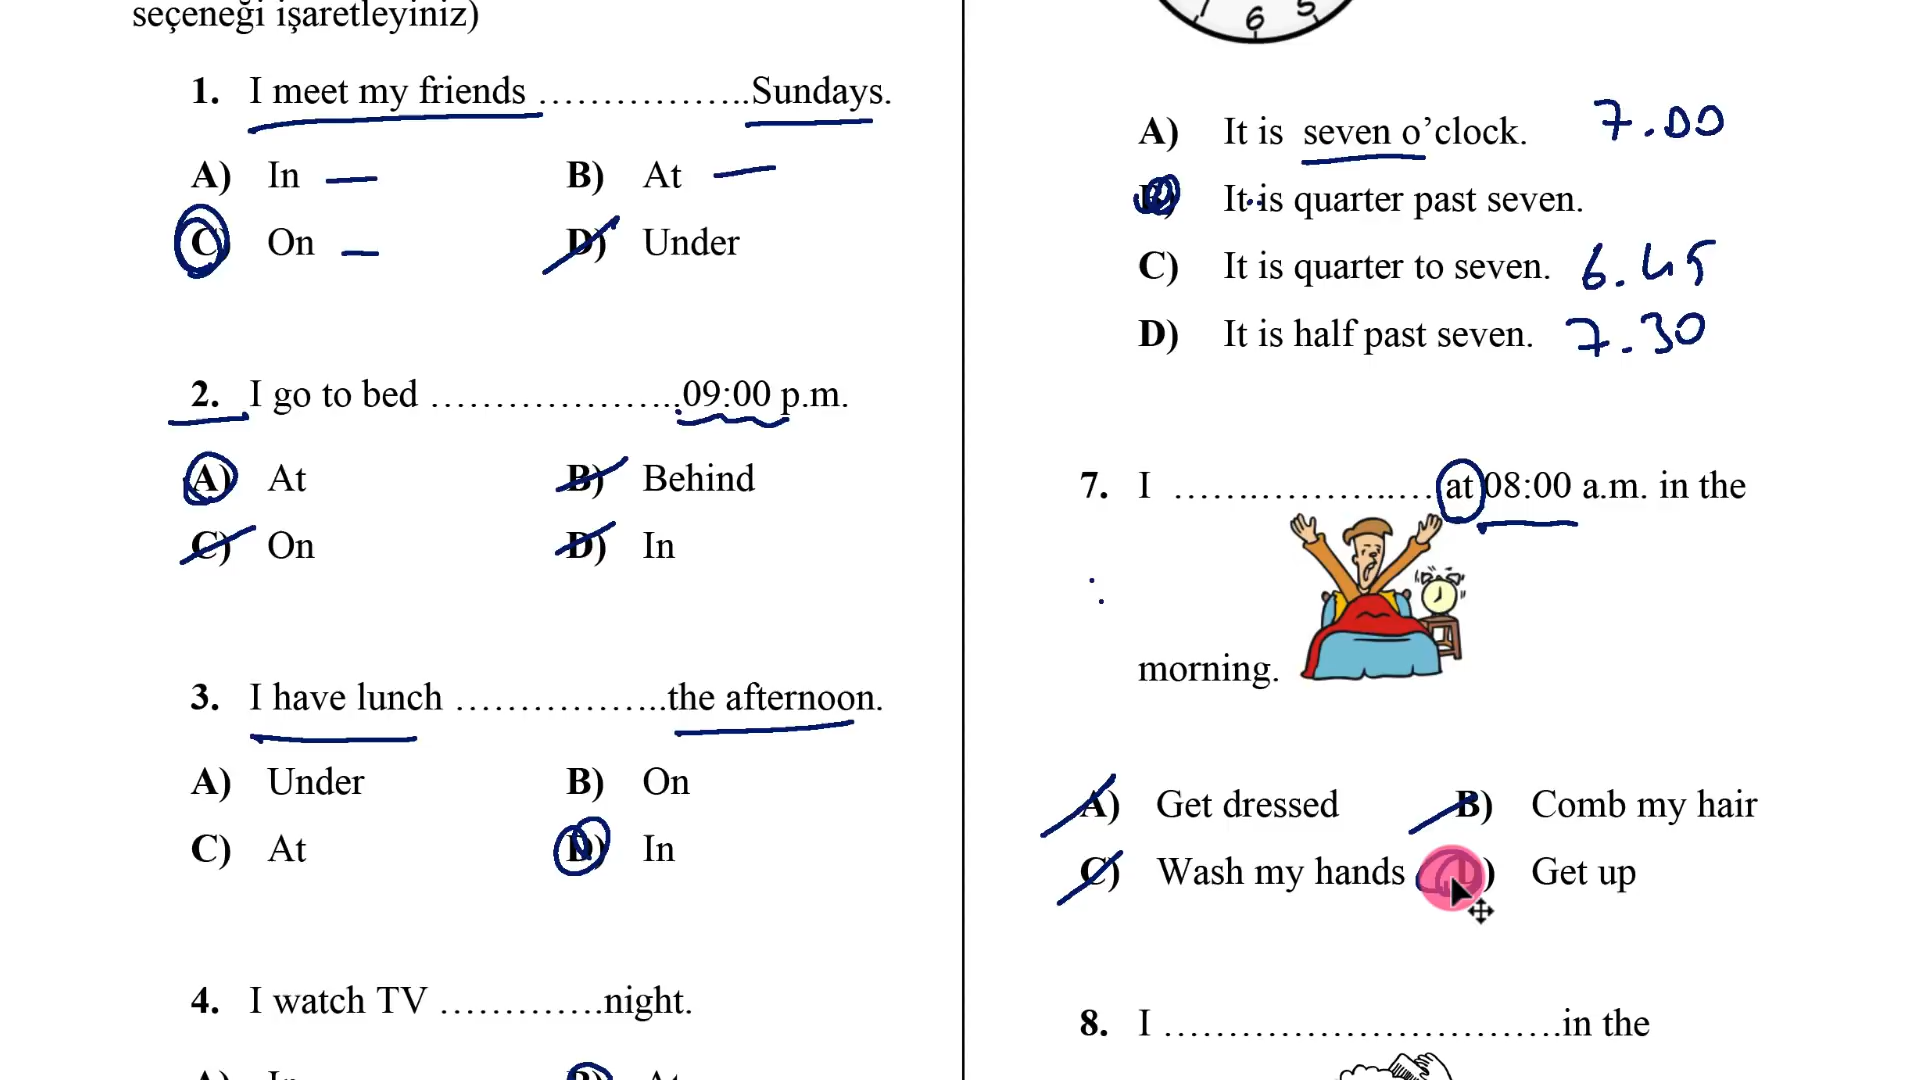 seçeneği işaretleyiniz)
1. I meet my friends ……………..Sundays.
A) In B) At
C) On D) Under
2. I go to bed ………………..09:00 p.m.
A) At B) Behind
C) On D) In
3. I have lunch ……………..the afternoon.
A) Under B) On
C) At D) In
4. I watch TV ………….night.
7 6 5
A) It is seven o’clock. 7.00
B) It is quarter past seven.
C) It is quarter to seven. 6.45
D) It is half past seven. 7.30
7. I …………………. at 08:00 a.m. in the
morning.
A) Get dressed B) Comb my hair
C) Wash my hands D) Get up
8. I ………………………….in the